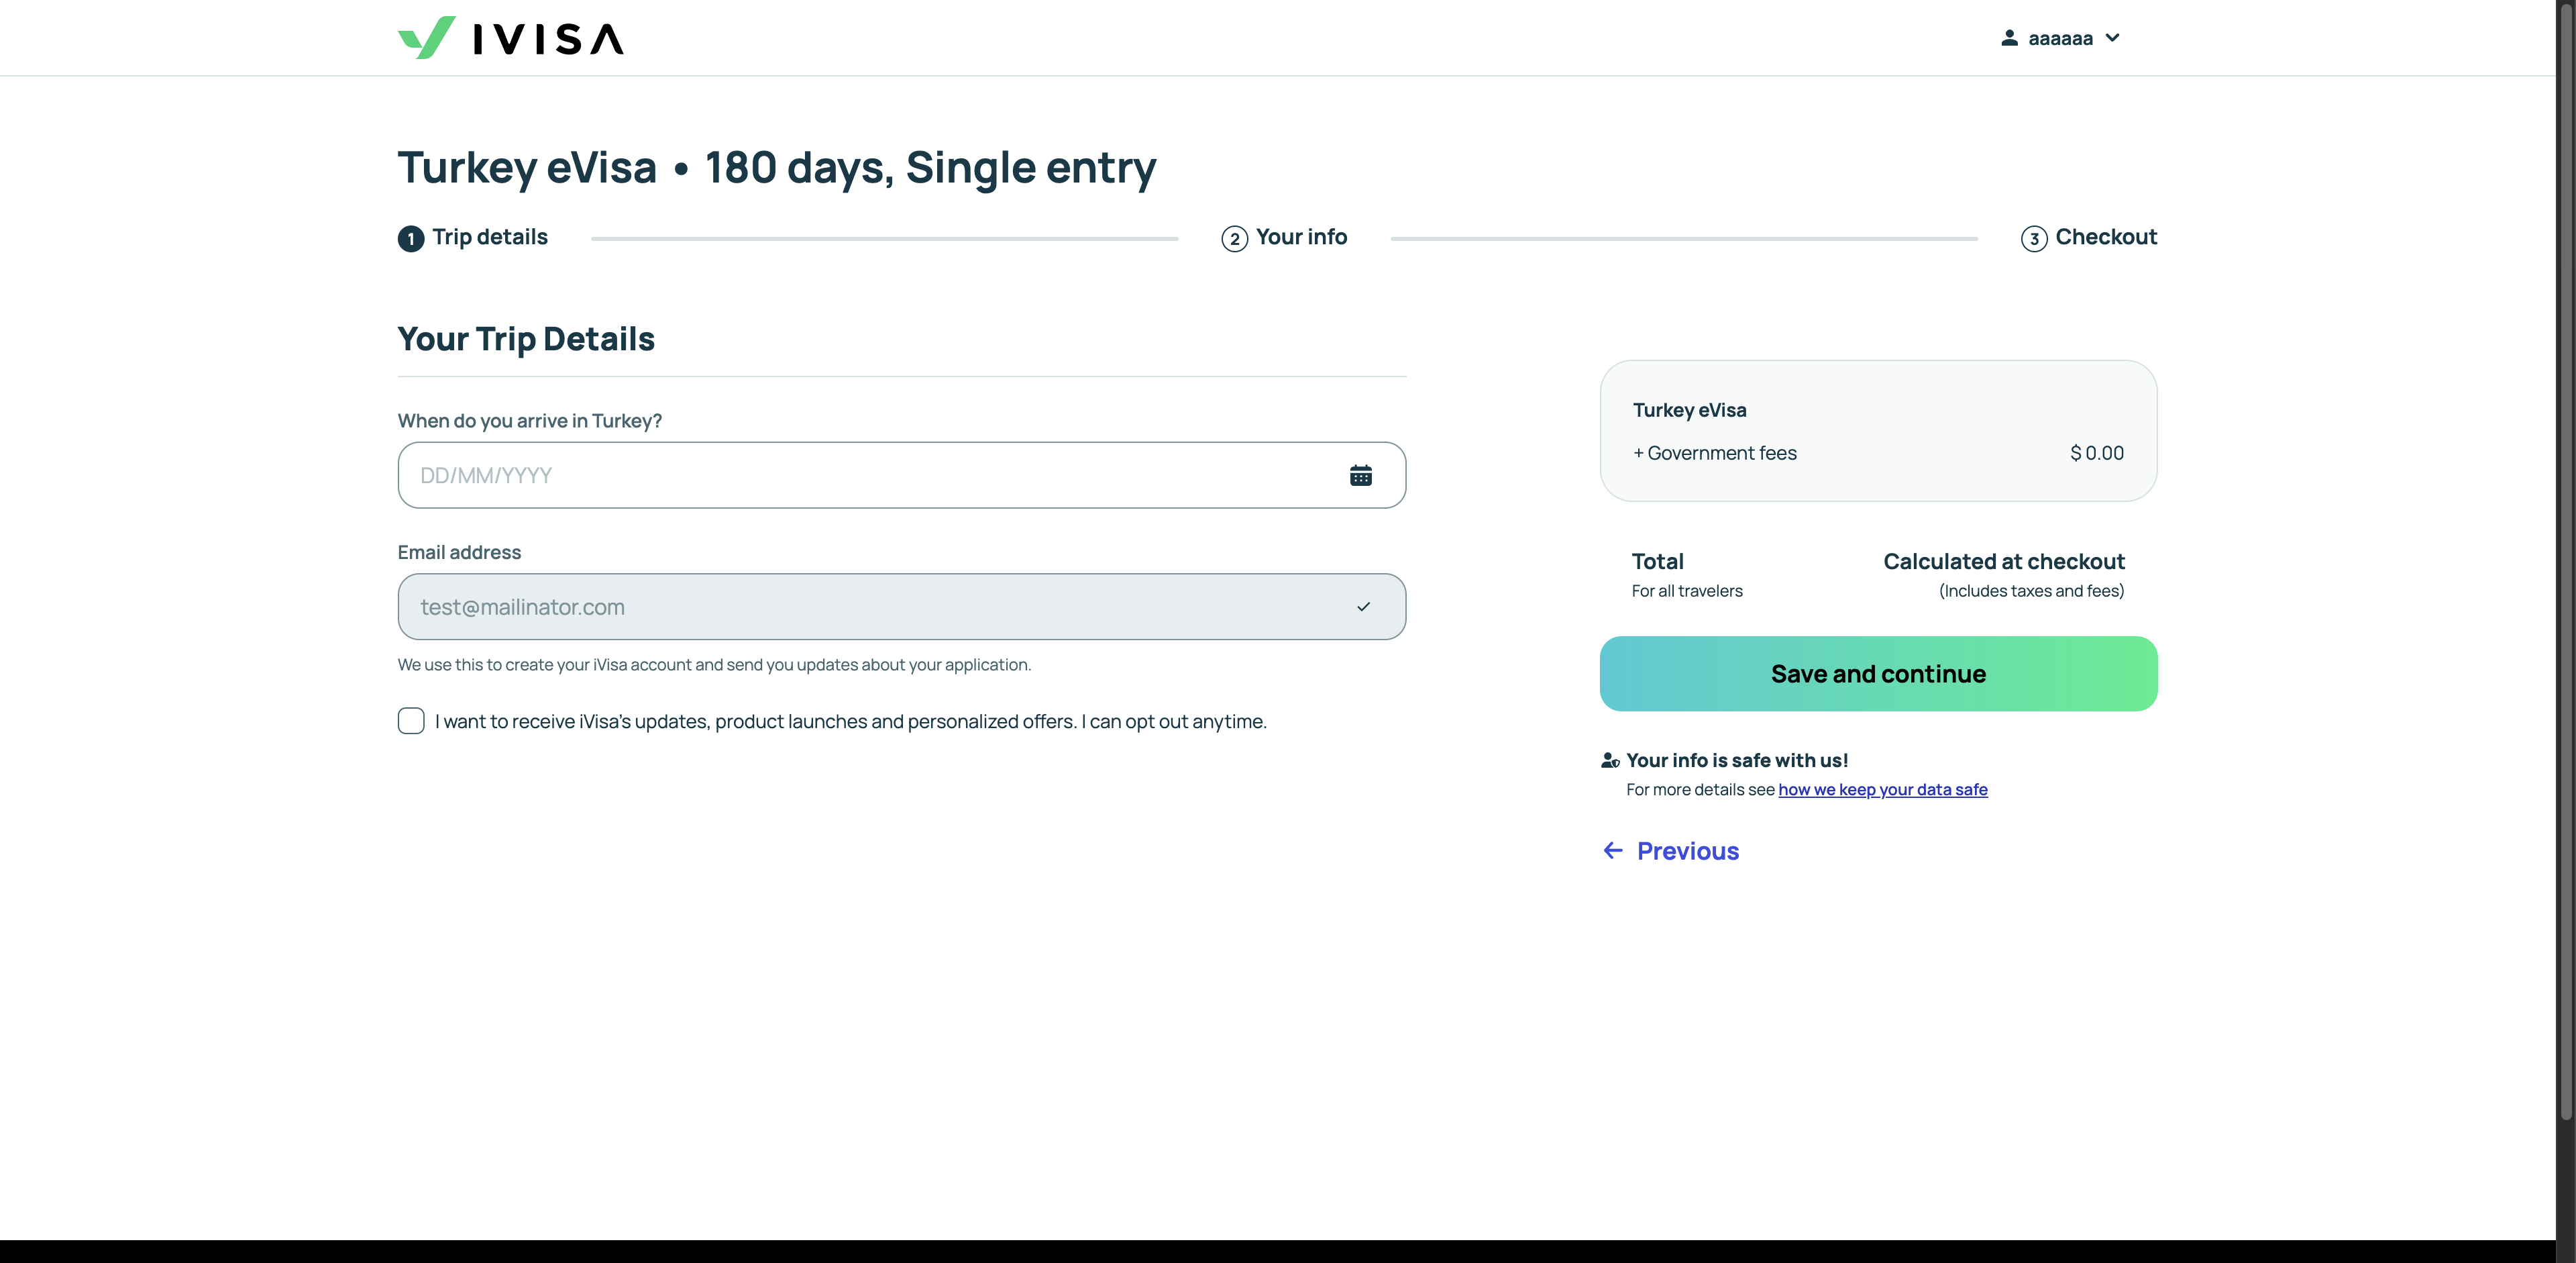 IVISA
aaaaaa
Turkey eVisa • 180 days, Single entry
1 Trip details
2 Your info
3 Checkout
Your Trip Details
When do you arrive in Turkey?
DD/MM/YYYY
Email address
test@mailinator.com
We use this to create your iVisa account and send you updates about your application.
I want to receive iVisa's updates, product launches and personalized offers. I can opt out anytime.
Turkey eVisa
+ Government fees $ 0.00
Total Calculated at checkout
For all travelers (Includes taxes and fees)
Save and continue
Your info is safe with us!
For more details see how we keep your data safe
Previous